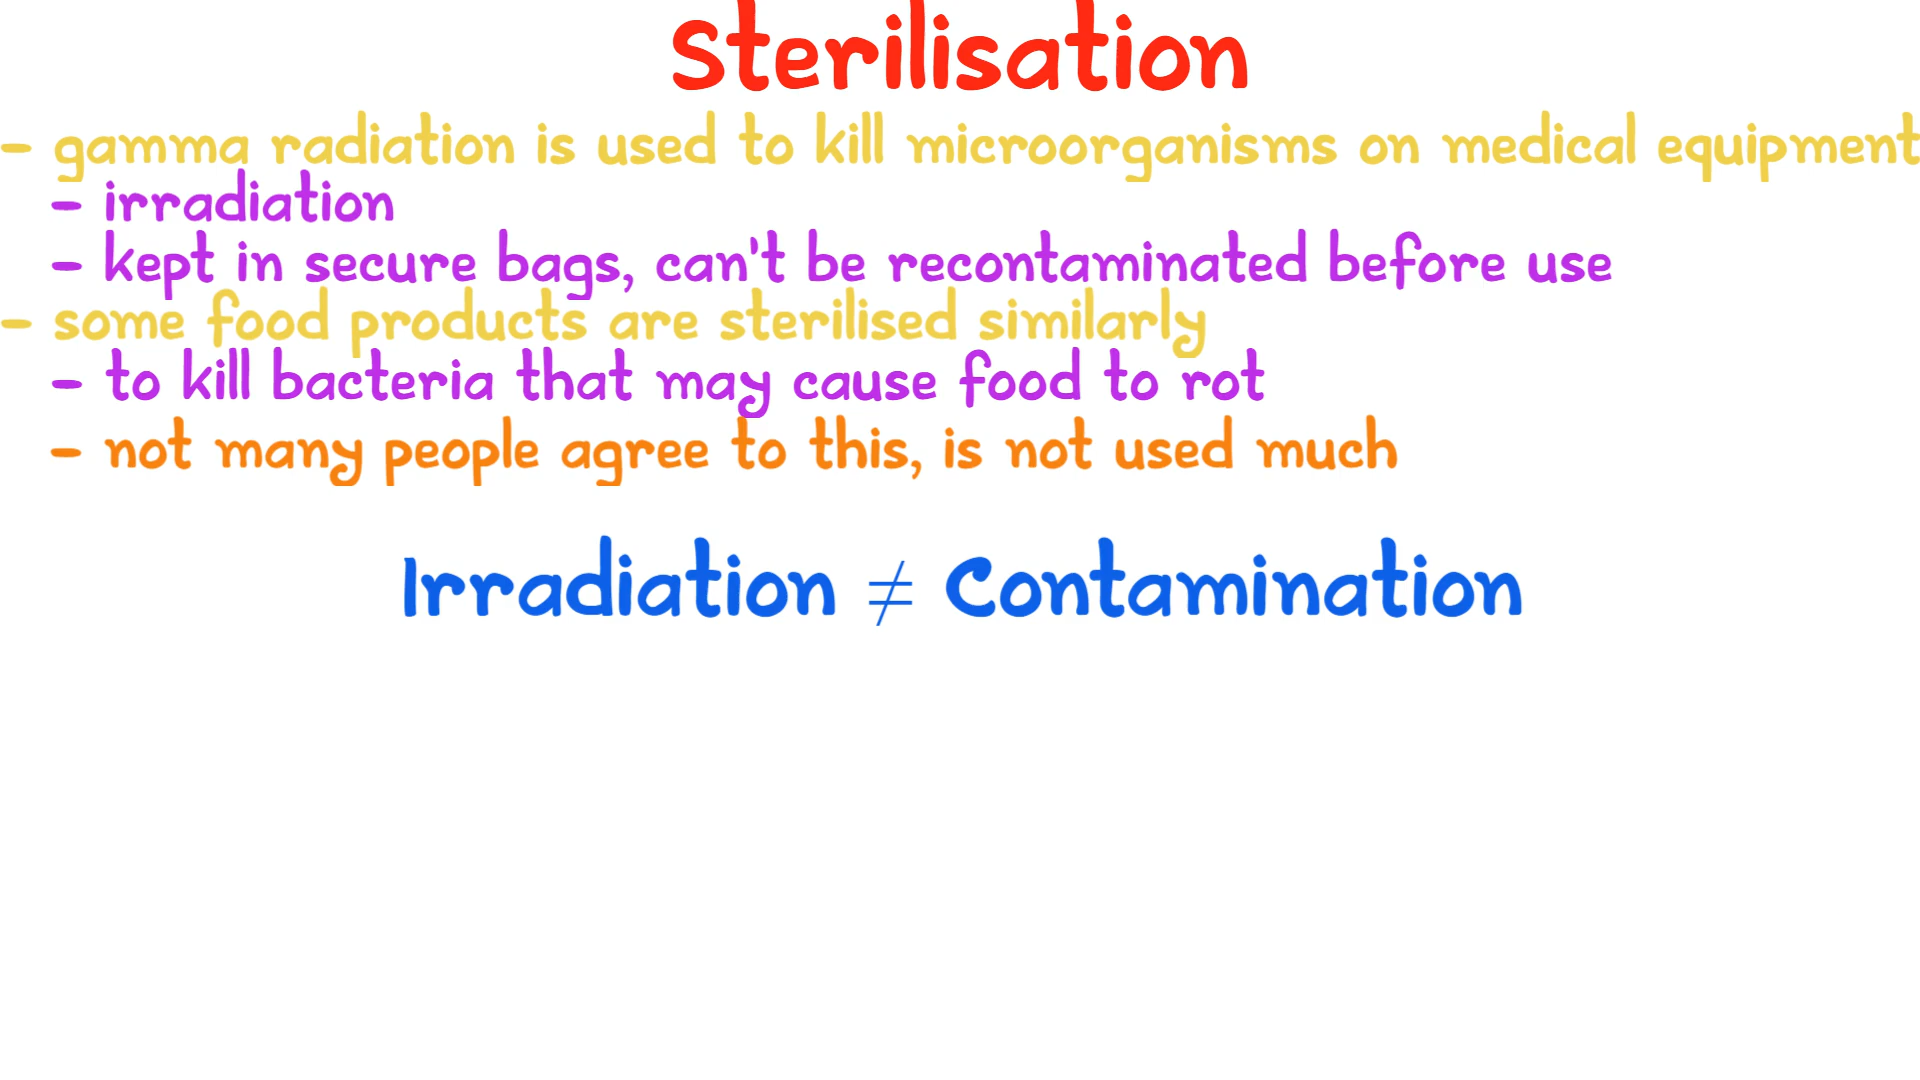 Sterilisation
- gamma radiation is used to kill microorganisms on medical equipment
- irradiation
- kept in secure bags, can't be recontaminated before use
- some food products are sterilised similarly
- to kill bacteria that may cause food to rot
- not many people agree to this, is not used much
Irradiation ≠ Contamination